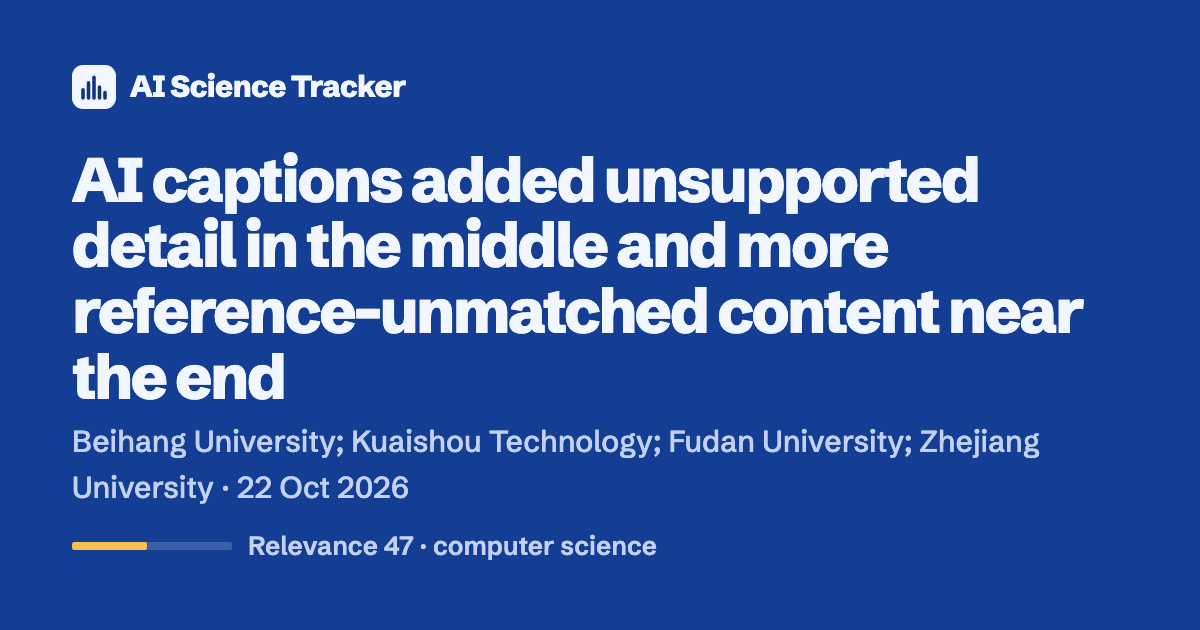 AI Science Tracker
AI captions added unsupported
detail in the middle and more
reference-unmatched content near
the end
Beihang University; Kuaishou Technology; Fudan University; Zhejiang
University · 22 Oct 2026
Relevance 47 · computer science